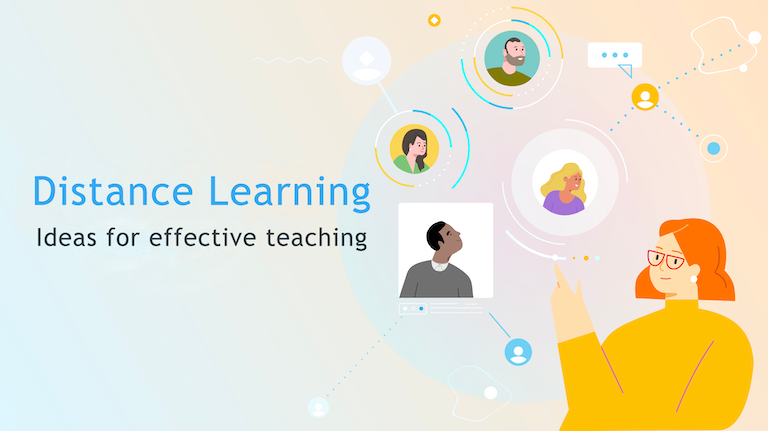 Distance Learning
Ideas for effective teaching